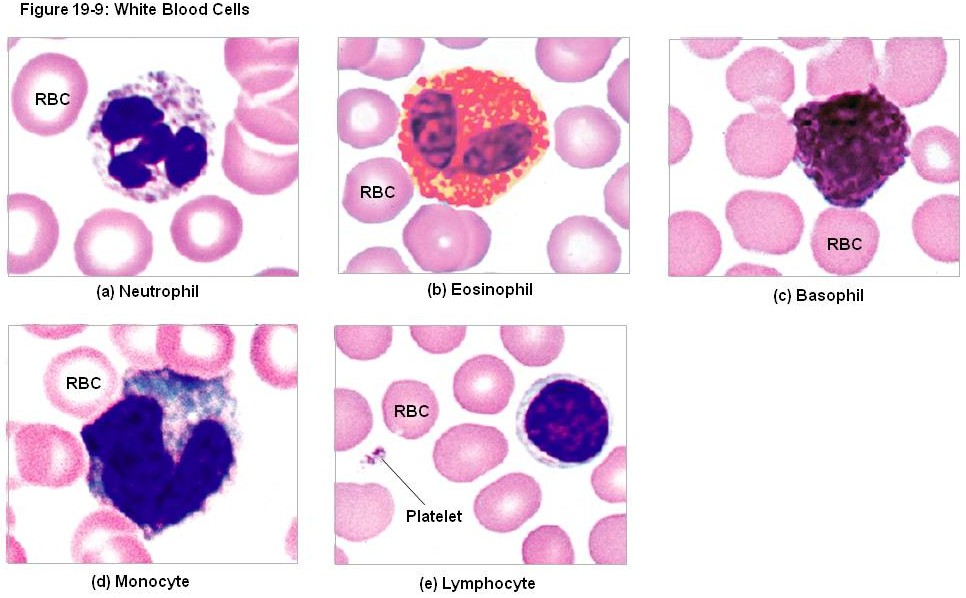 Figure 19-9: White Blood Cells
RBC
RBC
RBC
(a) Neutrophil
(b) Eosinophil
(c) Basophil
RBC
RBC
Platelet
(d) Monocyte
(e) Lymphocyte